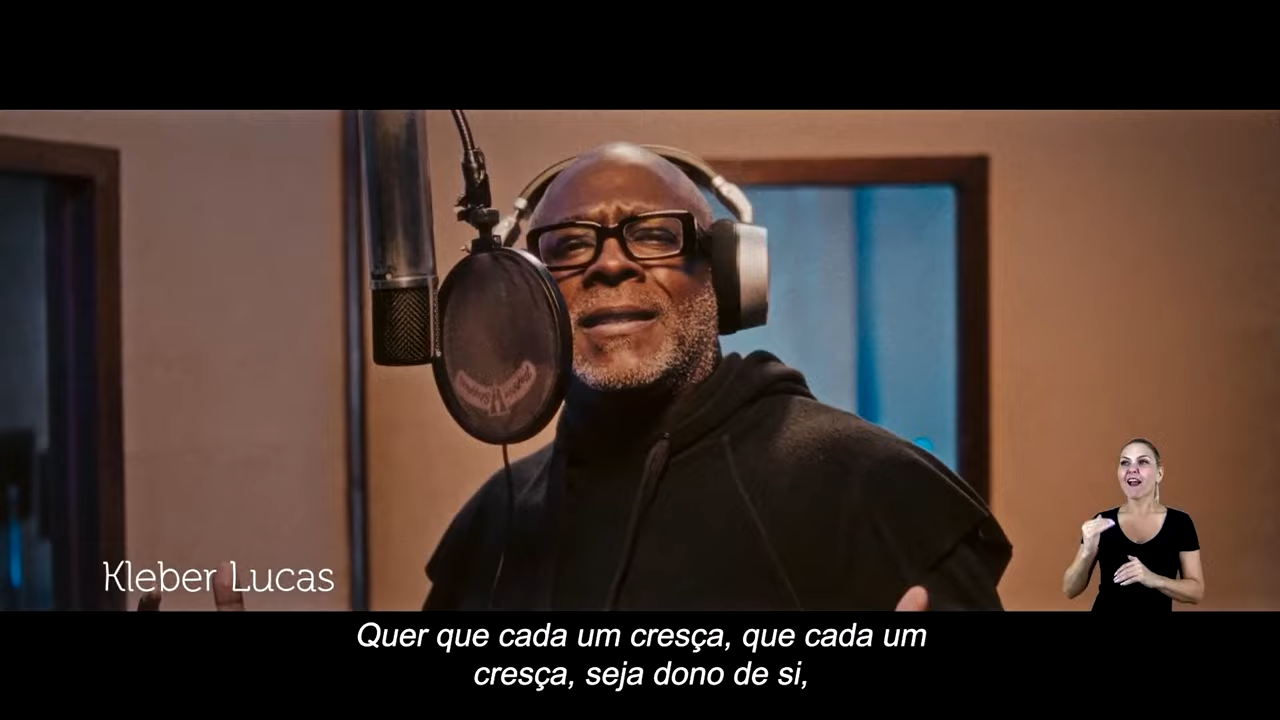 Kleber Lucas
Quer que cada um cresça, que cada um
cresça, seja dono de si,